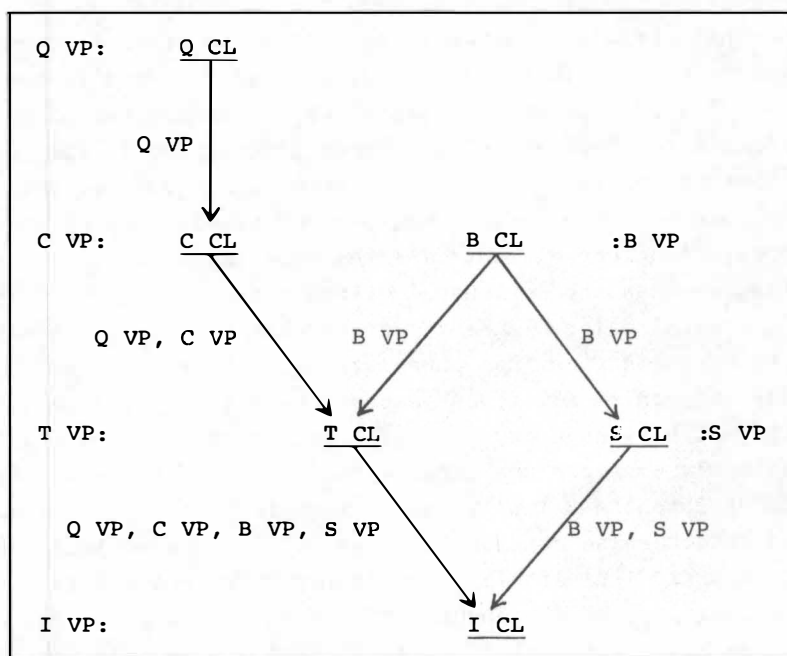 Q VP: Q CL
Q VP
C VP: C CL B CL :B VP
Q VP, C VP B VP B VP
T VP: T CL S CL :S VP
Q VP, C VP, B VP, S VP B VP, S VP
I VP: I CL